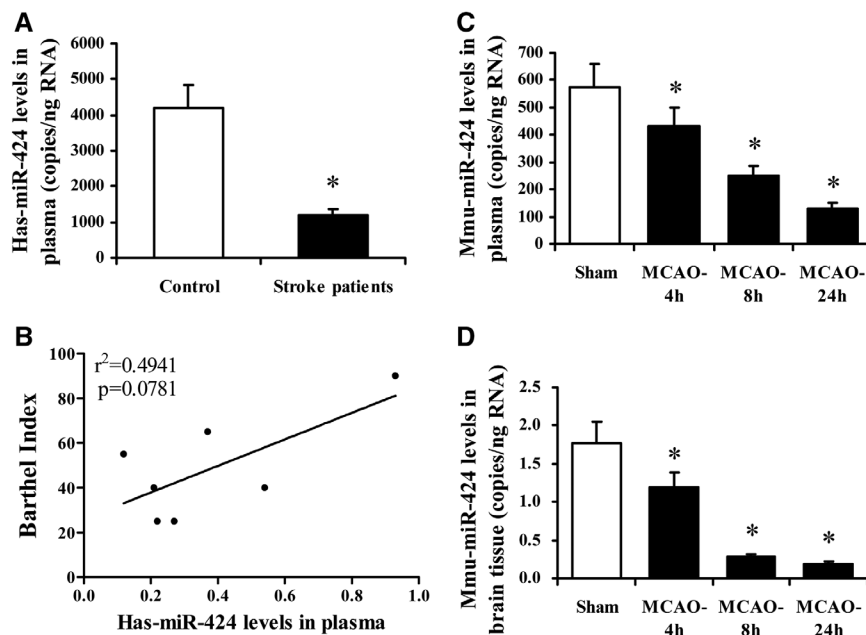 A
Has-miR-424 levels in
plasma (copies/ng RNA)
6000
5000
4000
3000
2000
1000
0
*
Control
Stroke patients
B
Barthel Index
100
80
60
40
20
0
r²=0.4941
p=0.0781
0.0
0.2
0.4
0.6
0.8
1.0
Has-miR-424 levels in plasma
C
Mmu-miR-424 levels in
plasma (copies/ng RNA)
700
600
500
400
300
200
100
0
*
*
*
Sham
MCAO-
4h
MCAO-
8h
MCAO-
24h
D
Mmu-miR-424 levels in
brain tissue (copies/ng RNA)
2.5
2.0
1.5
1.0
0.5
0.0
*
*
*
Sham
MCAO-
4h
MCAO-
8h
MCAO-
24h